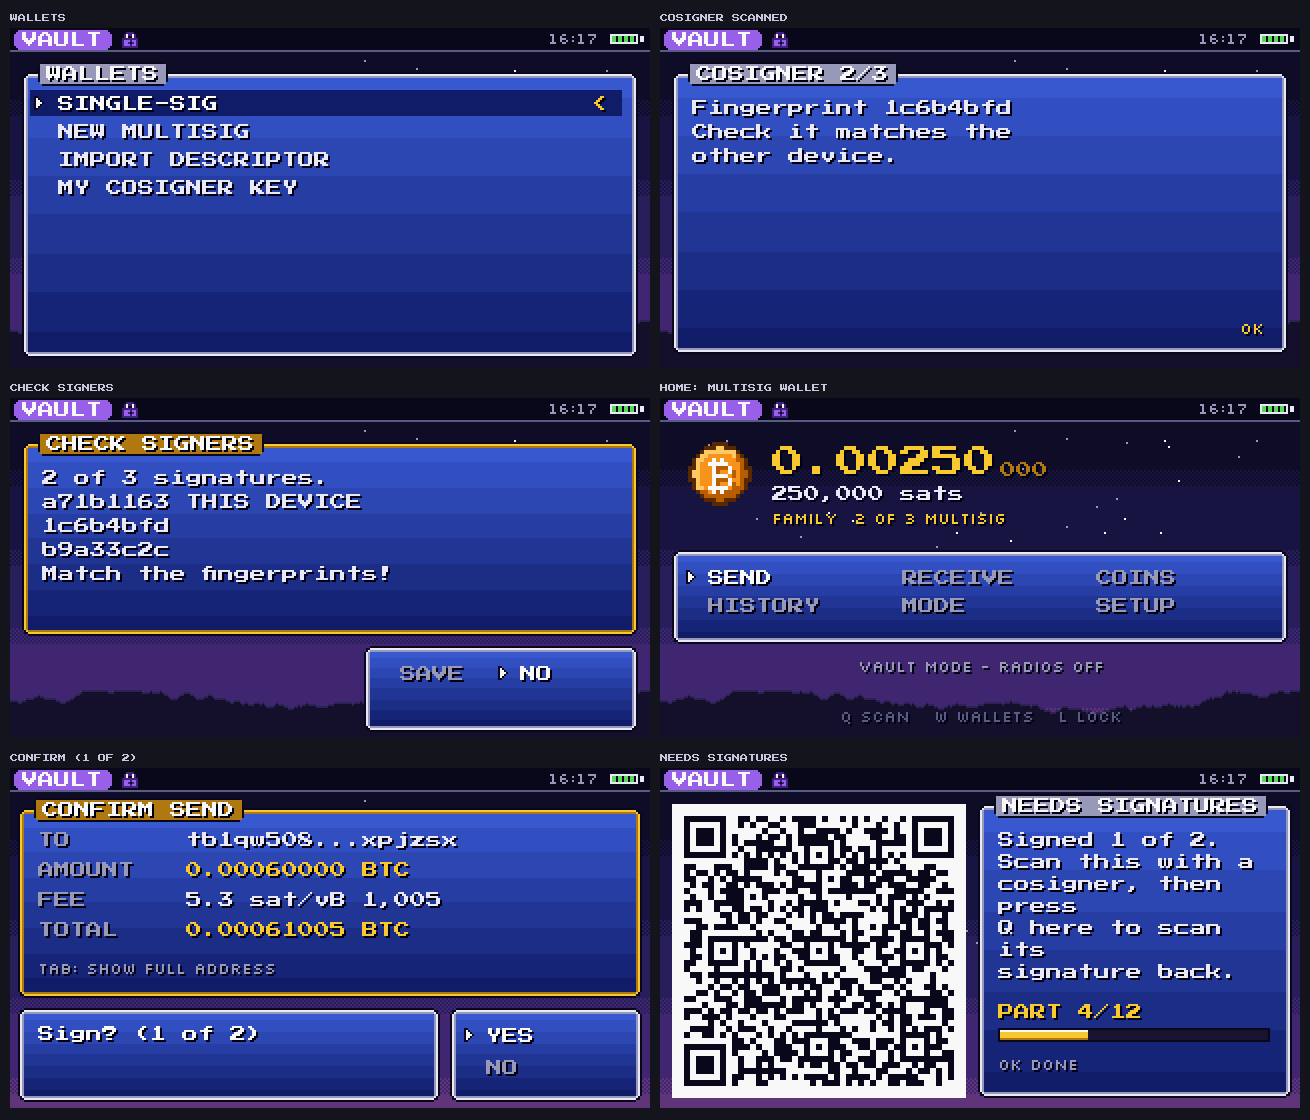 WALLETS
VAULT 16:17
WALLETS
SINGLE-SIG <
NEW MULTISIG
IMPORT DESCRIPTOR
MY COSIGNER KEY
COSIGNER SCANNED
VAULT 16:17
COSIGNER 2/3
Fingerprint 1c6b4bfd
Check it matches the
other device.
OK
CHECK SIGNERS
VAULT 16:17
CHECK SIGNERS
2 of 3 signatures.
a71b1163 THIS DEVICE
1c6b4bfd
b9a33c2c
Match the fingerprints!
SAVE NO
HOME: MULTISIG WALLET
VAULT 16:17
0.00250000
250,000 sats
FAMILY 2 OF 3 MULTISIG
SEND RECEIVE COINS
HISTORY MODE SETUP
VAULT MODE - RADIOS OFF
Q SCAN W WALLETS L LOCK
CONFIRM (1 OF 2)
VAULT 16:17
CONFIRM SEND
TO tb1qw508...xpjzsx
AMOUNT 0.00060000 BTC
FEE 5.3 sat/vB 1,005
TOTAL 0.00061005 BTC
TAB: SHOW FULL ADDRESS
Sign? (1 of 2)
YES
NO
NEEDS SIGNATURES
VAULT 16:17
NEEDS SIGNATURES
Signed 1 of 2.
Scan this with a
cosigner, then
press
Q here to scan
its
signature back.
PART 4/12
OK DONE